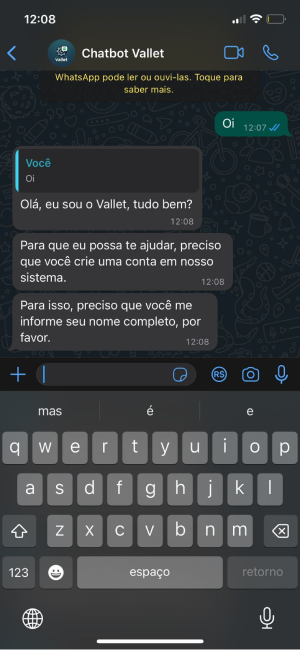 12:08
Chatbot Vallet
WhatsApp pode ler ou ouvi-las. Toque para
saber mais.
Oi 12:07
Você
Oi
Olá, eu sou o Vallet, tudo bem?
12:08
Para que eu possa te ajudar, preciso
que você crie uma conta em nosso
sistema. 12:08
Para isso, preciso que você me
informe seu nome completo, por
favor. 12:08
R$
mas é e
q w e r t y u i o p
a s d f g h j k l
z x c v b n m
123 espaço retorno